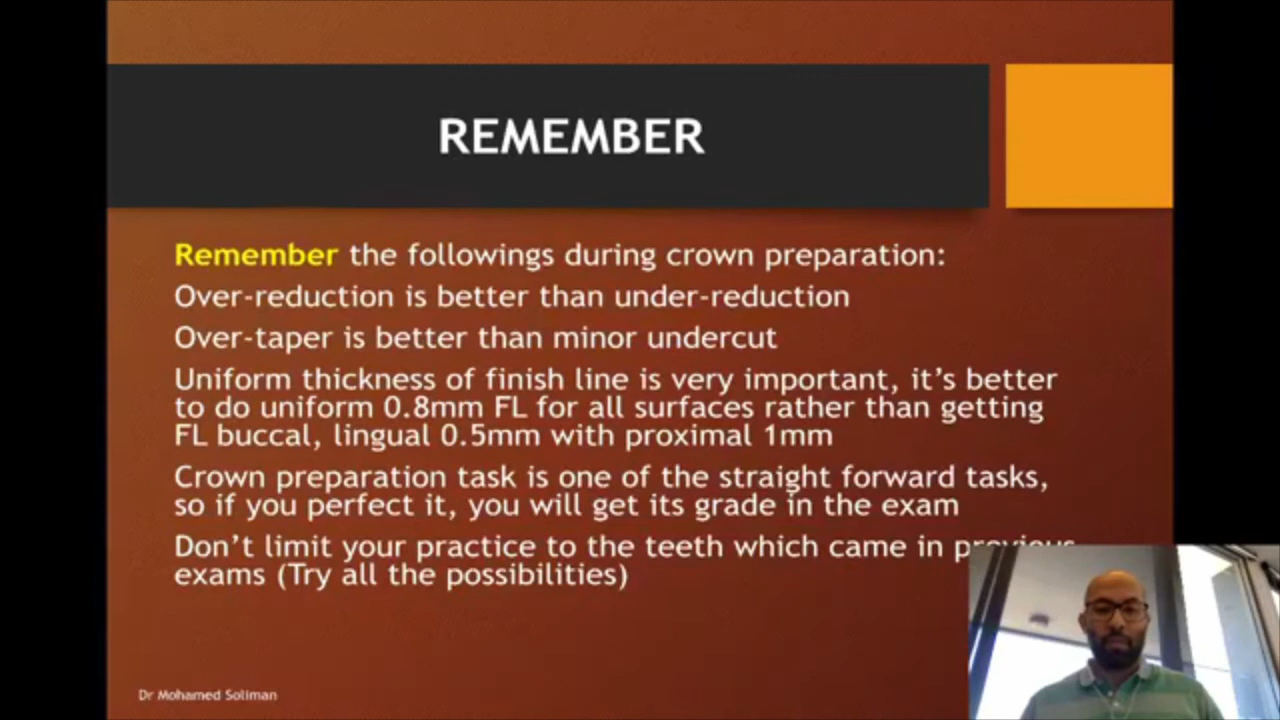 REMEMBER
Remember the followings during crown preparation:
Over-reduction is better than under-reduction
Over-taper is better than minor undercut
Uniform thickness of finish line is very important, it’s better
to do uniform 0.8mm FL for all surfaces rather than getting
FL buccal, lingual 0.5mm with proximal 1mm
Crown preparation task is one of the straight forward tasks,
so if you perfect it, you will get its grade in the exam
Don’t limit your practice to the teeth which came in previous
exams (Try all the possibilities)
Dr Mohamed Soliman